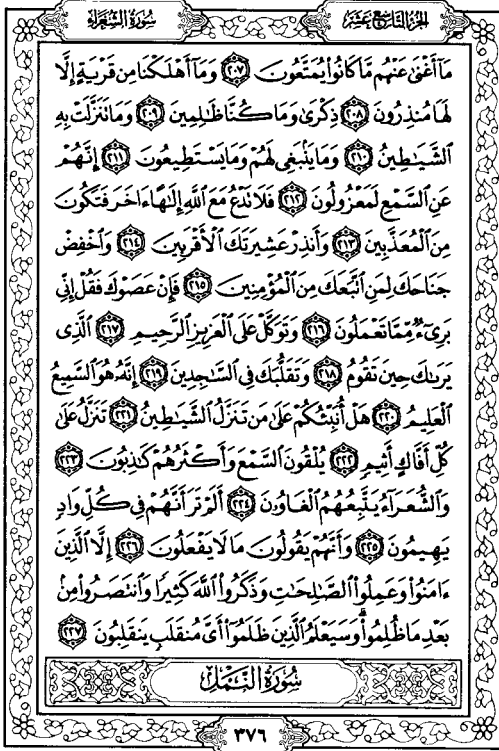 الجزء التاسع عشر
سورة الشعراء
مَآ أَغْنَىٰ عَنْهُم مَّا كَانُوا۟ يُمَتَّعُونَ ٢٠٧ وَمَآ أَهْلَكْنَا مِن قَرْيَةٍ إِلَّا
لَهَا مُنذِرُونَ ٢٠٨ ذِكْرَىٰ وَمَا كُنَّا ظَٰلِمِينَ ٢٠٩ وَمَا تَنَزَّلَتْ بِهِ
ٱلشَّيَٰطِينُ ٢١٠ وَمَا يَنۢبَغِى لَهُمْ وَمَا يَسْتَطِيعُونَ ٢١١ إِنَّهُمْ
عَنِ ٱلسَّمْعِ لَمَعْزُولُونَ ٢١٢ فَلَا تَدْعُ مَعَ ٱللَّهِ إِلَٰهًا ءَاخَرَ فَتَكُونَ
مِنَ ٱلْمُعَذَّبِينَ ٢١٣ وَأَنذِرْ عَشِيرَتَكَ ٱلْأَقْرَبِينَ ٢١٤ وَٱخْفِضْ
جَنَاحَكَ لِمَنِ ٱتَّبَعَكَ مِنَ ٱلْمُؤْمِنِينَ ٢١٥ فَإِنْ عَصَوْكَ فَقُلْ إِنِّى
بَرِىٓءٌ مِّمَّا تَعْمَلُونَ ٢١٦ وَتَوَكَّلْ عَلَى ٱلْعَزِيزِ ٱلرَّحِيمِ ٢١٧ ٱلَّذِى
يَرَىٰكَ حِينَ تَقُومُ ٢١٨ وَتَقَلُّبَكَ فِى ٱلسَّٰجِدِينَ ٢١٩ إِنَّهُۥ هُوَ ٱلسَّمِيعُ
ٱلْعَلِيمُ ٢٢٠ هَلْ أُنَبِّئُكُمْ عَلَىٰ مَن تَنَزَّلُ ٱلشَّيَٰطِينُ ٢٢١ تَنَزَّلُ عَلَىٰ
كُلِّ أَفَّاكٍ أَثِيمٍ ٢٢٢ يُلْقُونَ ٱلسَّمْعَ وَأَكْثَرُهُمْ كَٰذِبُونَ ٢٢٣
وَٱلشُّعَرَآءُ يَتَّبِعُهُمُ ٱلْغَاوُۥنَ ٢٢٤ أَلَمْ تَرَ أَنَّهُمْ فِى كُلِّ وَادٍ
يَهِيمُونَ ٢٢٥ وَأَنَّهُمْ يَقُولُونَ مَا لَا يَفْعَلُونَ ٢٢٦ إِلَّا ٱلَّذِينَ
ءَامَنُوا۟ وَعَمِلُوا۟ ٱلصَّٰلِحَٰتِ وَذَكَرُوا۟ ٱللَّهَ كَثِيرًا وَٱنتَصَرُوا۟ مِنۢ
بَعْدِ مَا ظُلِمُوا۟ ۗ وَسَيَعْلَمُ ٱلَّذِينَ ظَلَمُوٓا۟ أَىَّ مُنقَلَبٍ يَنقَلِبُونَ ٢٢٧
سُورَةُ النَّمْلِ
٣٧٦